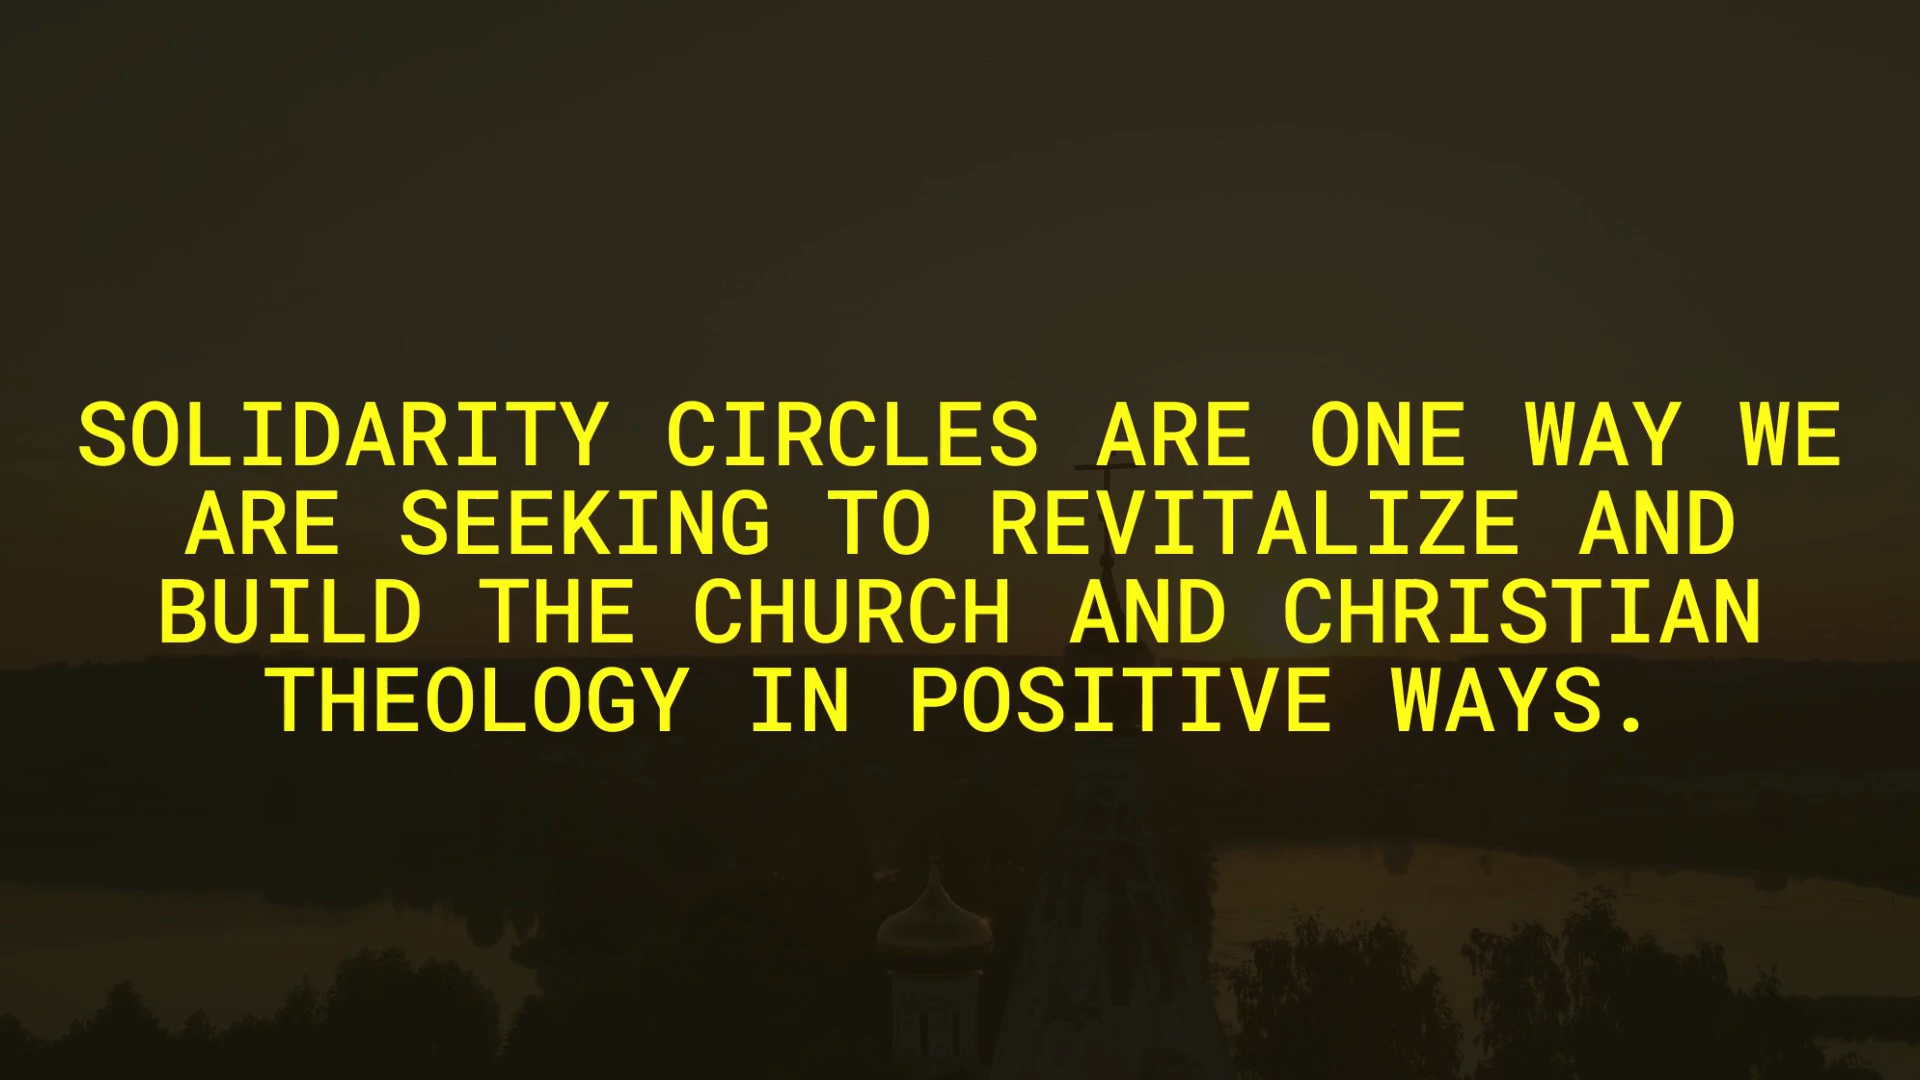 SOLIDARITY CIRCLES ARE ONE WAY WE
ARE SEEKING TO REVITALIZE AND
BUILD THE CHURCH AND CHRISTIAN
THEOLOGY IN POSITIVE WAYS.